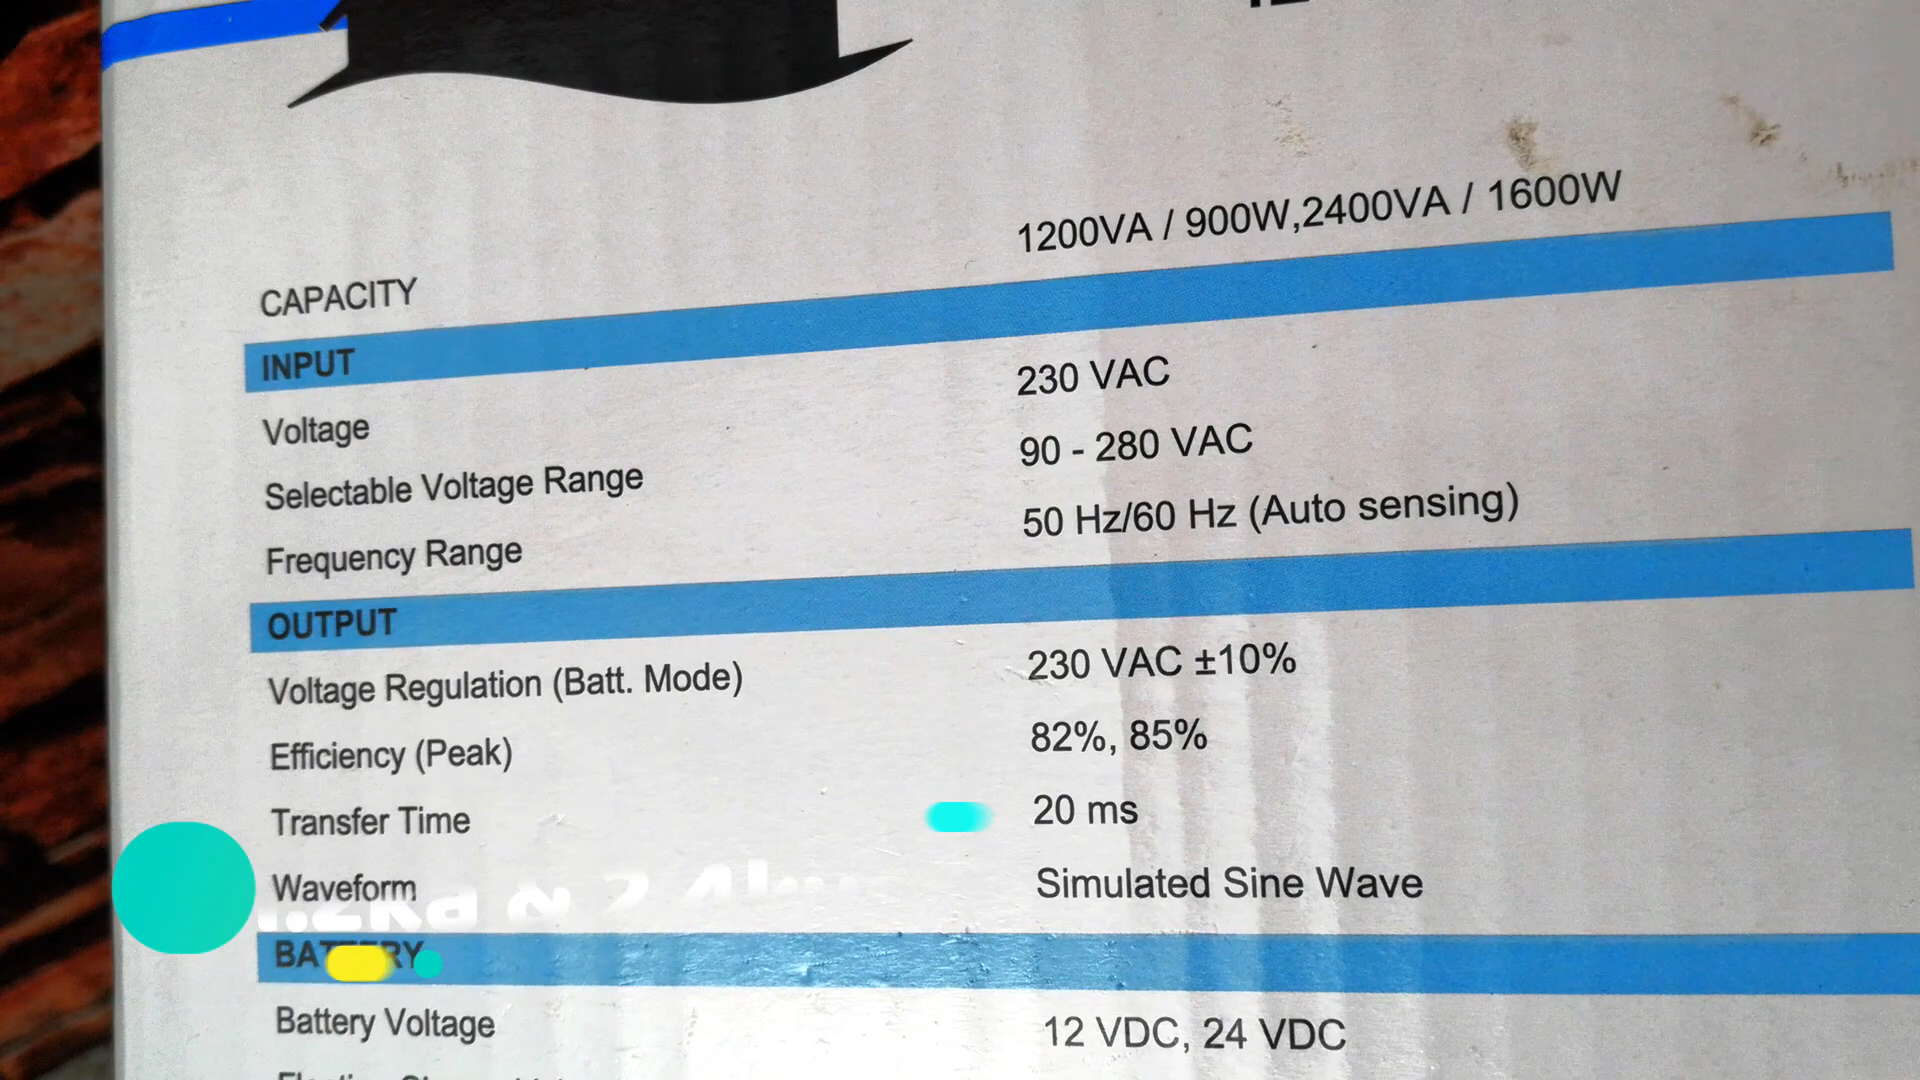 CAPACITY 1200VA / 900W,2400VA / 1600W
INPUT
Voltage 230 VAC
Selectable Voltage Range 90 - 280 VAC
Frequency Range 50 Hz/60 Hz (Auto sensing)
OUTPUT
Voltage Regulation (Batt. Mode) 230 VAC ±10%
Efficiency (Peak) 82%, 85%
Transfer Time 20 ms
Waveform Simulated Sine Wave
BATTERY
Battery Voltage 12 VDC, 24 VDC